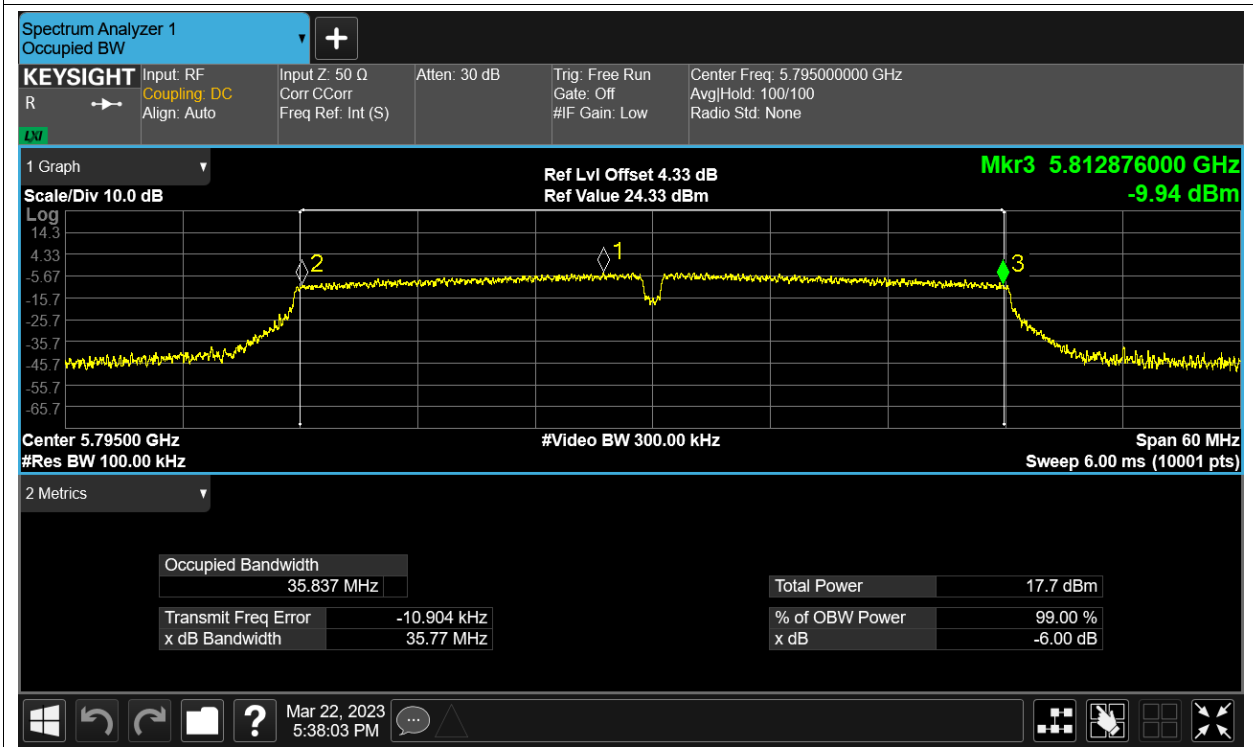 Spectrum Analyzer 1
Occupied BW
KEYSIGHT
R
LXI
Input: RF
Coupling: DC
Align: Auto
Input Z: 50 Ω
Corr CCorr
Freq Ref: Int (S)
Atten: 30 dB
Trig: Free Run
Gate: Off
#IF Gain: Low
Center Freq: 5.795000000 GHz
Avg|Hold: 100/100
Radio Std: None
1 Graph
Scale/Div 10.0 dB
Ref Lvl Offset 4.33 dB
Ref Value 24.33 dBm
Mkr3 5.812876000 GHz
-9.94 dBm
Log
14.3
4.33
-5.67
-15.7
-25.7
-35.7
-45.7
-55.7
-65.7
2
1
3
Center 5.79500 GHz
#Video BW 300.00 kHz
Span 60 MHz
#Res BW 100.00 kHz
Sweep 6.00 ms (10001 pts)
2 Metrics
Occupied Bandwidth
35.837 MHz
Transmit Freq Error -10.904 kHz
x dB Bandwidth 35.77 MHz
Total Power 17.7 dBm
% of OBW Power 99.00 %
x dB -6.00 dB
?
Mar 22, 2023
5:38:03 PM